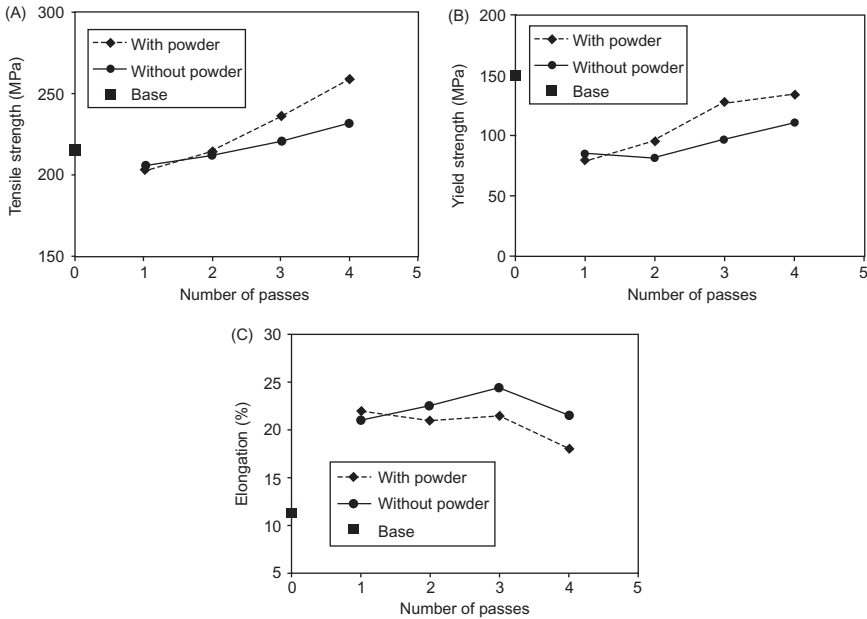 (A)
300
250
200
150
Tensile strength (MPa)
With powder
Without powder
Base
0 1 2 3 4 5
Number of passes
(B)
200
150
100
50
0
Yield strength (MPa)
With powder
Without powder
Base
0 1 2 3 4 5
Number of passes
(C)
30
25
20
15
10
5
Elongation (%)
With powder
Without powder
Base
0 1 2 3 4 5
Number of passes